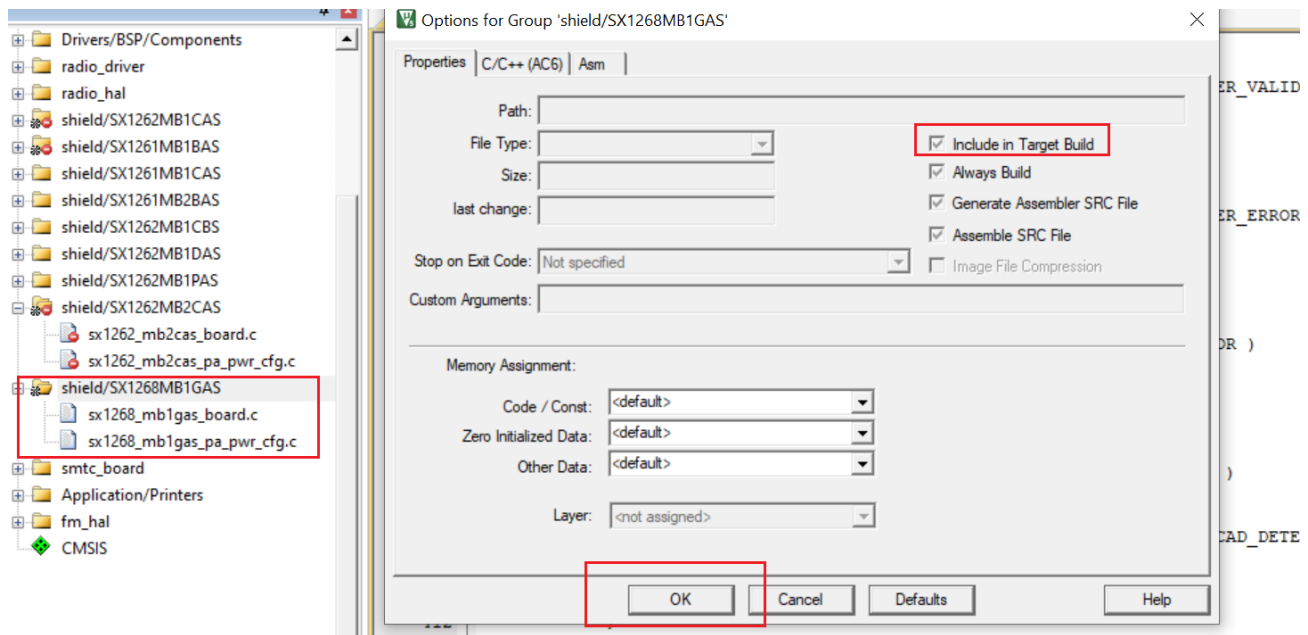 Drivers/BSP/Components
radio_driver
radio_hal
shield/SX1262MB1CAS
shield/SX1261MB1BAS
shield/SX1261MB1CAS
shield/SX1261MB2BAS
shield/SX1262MB1CBS
shield/SX1262MB1DAS
shield/SX1262MB1PAS
shield/SX1262MB2CAS
sx1262_mb2cas_board.c
sx1262_mb2cas_pa_pwr_cfg.c
shield/SX1268MB1GAS
sx1268_mb1gas_board.c
sx1268_mb1gas_pa_pwr_cfg.c
smtc_board
Application/Printers
fm_hal
CMSIS
Options for Group 'shield/SX1268MB1GAS'
Properties C/C++ (AC6) Asm
Path:
File Type:
Size:
last change:
Stop on Exit Code: Not specified
Custom Arguments:
Include in Target Build
Always Build
Generate Assembler SRC File
Assemble SRC File
Image File Compression
Memory Assignment:
Code / Const: <default>
Zero Initialized Data: <default>
Other Data: <default>
Layer: <not assigned>
OK Cancel Defaults Help
ER_VALID
ER_ERROR
OR )
)
CAD_DETE